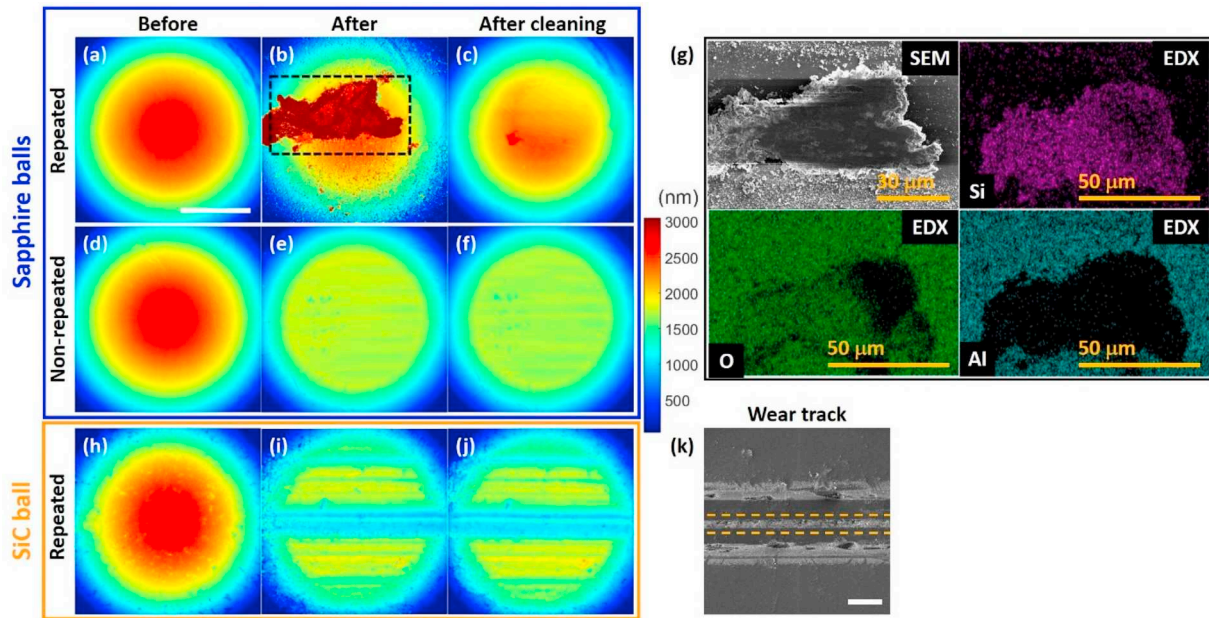 Before
After
After cleaning
Sapphire balls
Repeated
(a)
(b)
(c)
Non-repeated
(d)
(e)
(f)
SiC ball
Repeated
(h)
(i)
(j)
(nm)
3000
2500
2000
1500
1000
500
(g)
SEM
30 μm
EDX
Si
50 μm
EDX
O
50 μm
EDX
Al
50 μm
Wear track
(k)